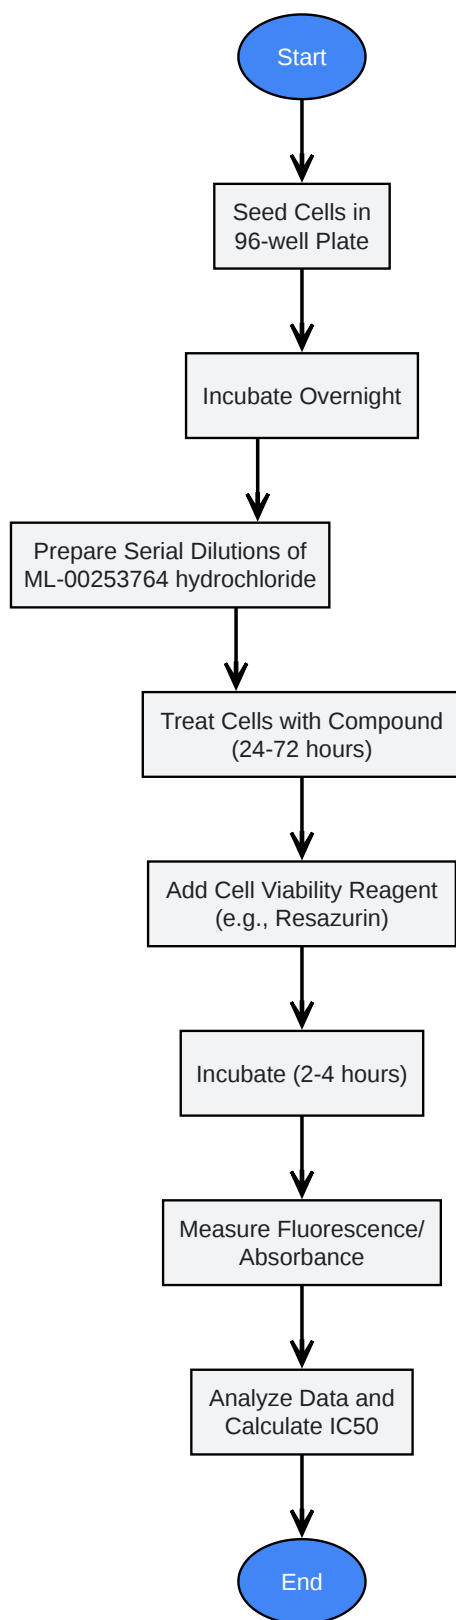 Start
Seed Cells in
96-well Plate
Incubate Overnight
Prepare Serial Dilutions of
ML-00253764 hydrochloride
Treat Cells with Compound
(24-72 hours)
Add Cell Viability Reagent
(e.g., Resazurin)
Incubate (2-4 hours)
Measure Fluorescence/
Absorbance
Analyze Data and
Calculate IC50
End